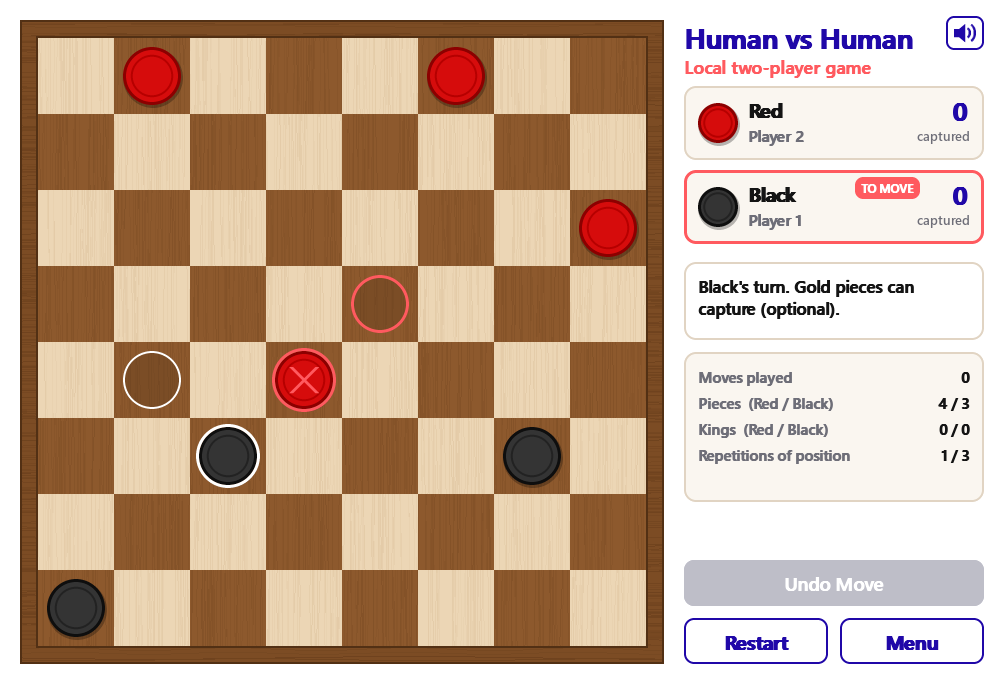 Human vs Human
Local two-player game
Red
Player 2
0
captured
Black
Player 1
TO MOVE
0
captured
Black's turn. Gold pieces can
capture (optional).
Moves played 0
Pieces (Red / Black) 4 / 3
Kings (Red / Black) 0 / 0
Repetitions of position 1 / 3
Undo Move
Restart
Menu